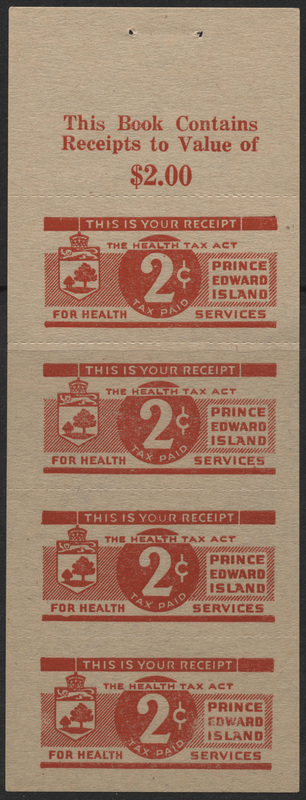 This Book Contains
Receipts to Value of
$2.00
THIS IS YOUR RECEIPT
THE HEALTH TAX ACT
2¢
PRINCE
EDWARD
ISLAND
TAX PAID
FOR HEALTH SERVICES
THIS IS YOUR RECEIPT
THE HEALTH TAX ACT
2¢
PRINCE
EDWARD
ISLAND
TAX PAID
FOR HEALTH SERVICES
THIS IS YOUR RECEIPT
THE HEALTH TAX ACT
2¢
PRINCE
EDWARD
ISLAND
TAX PAID
FOR HEALTH SERVICES
THIS IS YOUR RECEIPT
THE HEALTH TAX ACT
2¢
PRINCE
EDWARD
ISLAND
TAX PAID
FOR HEALTH SERVICES